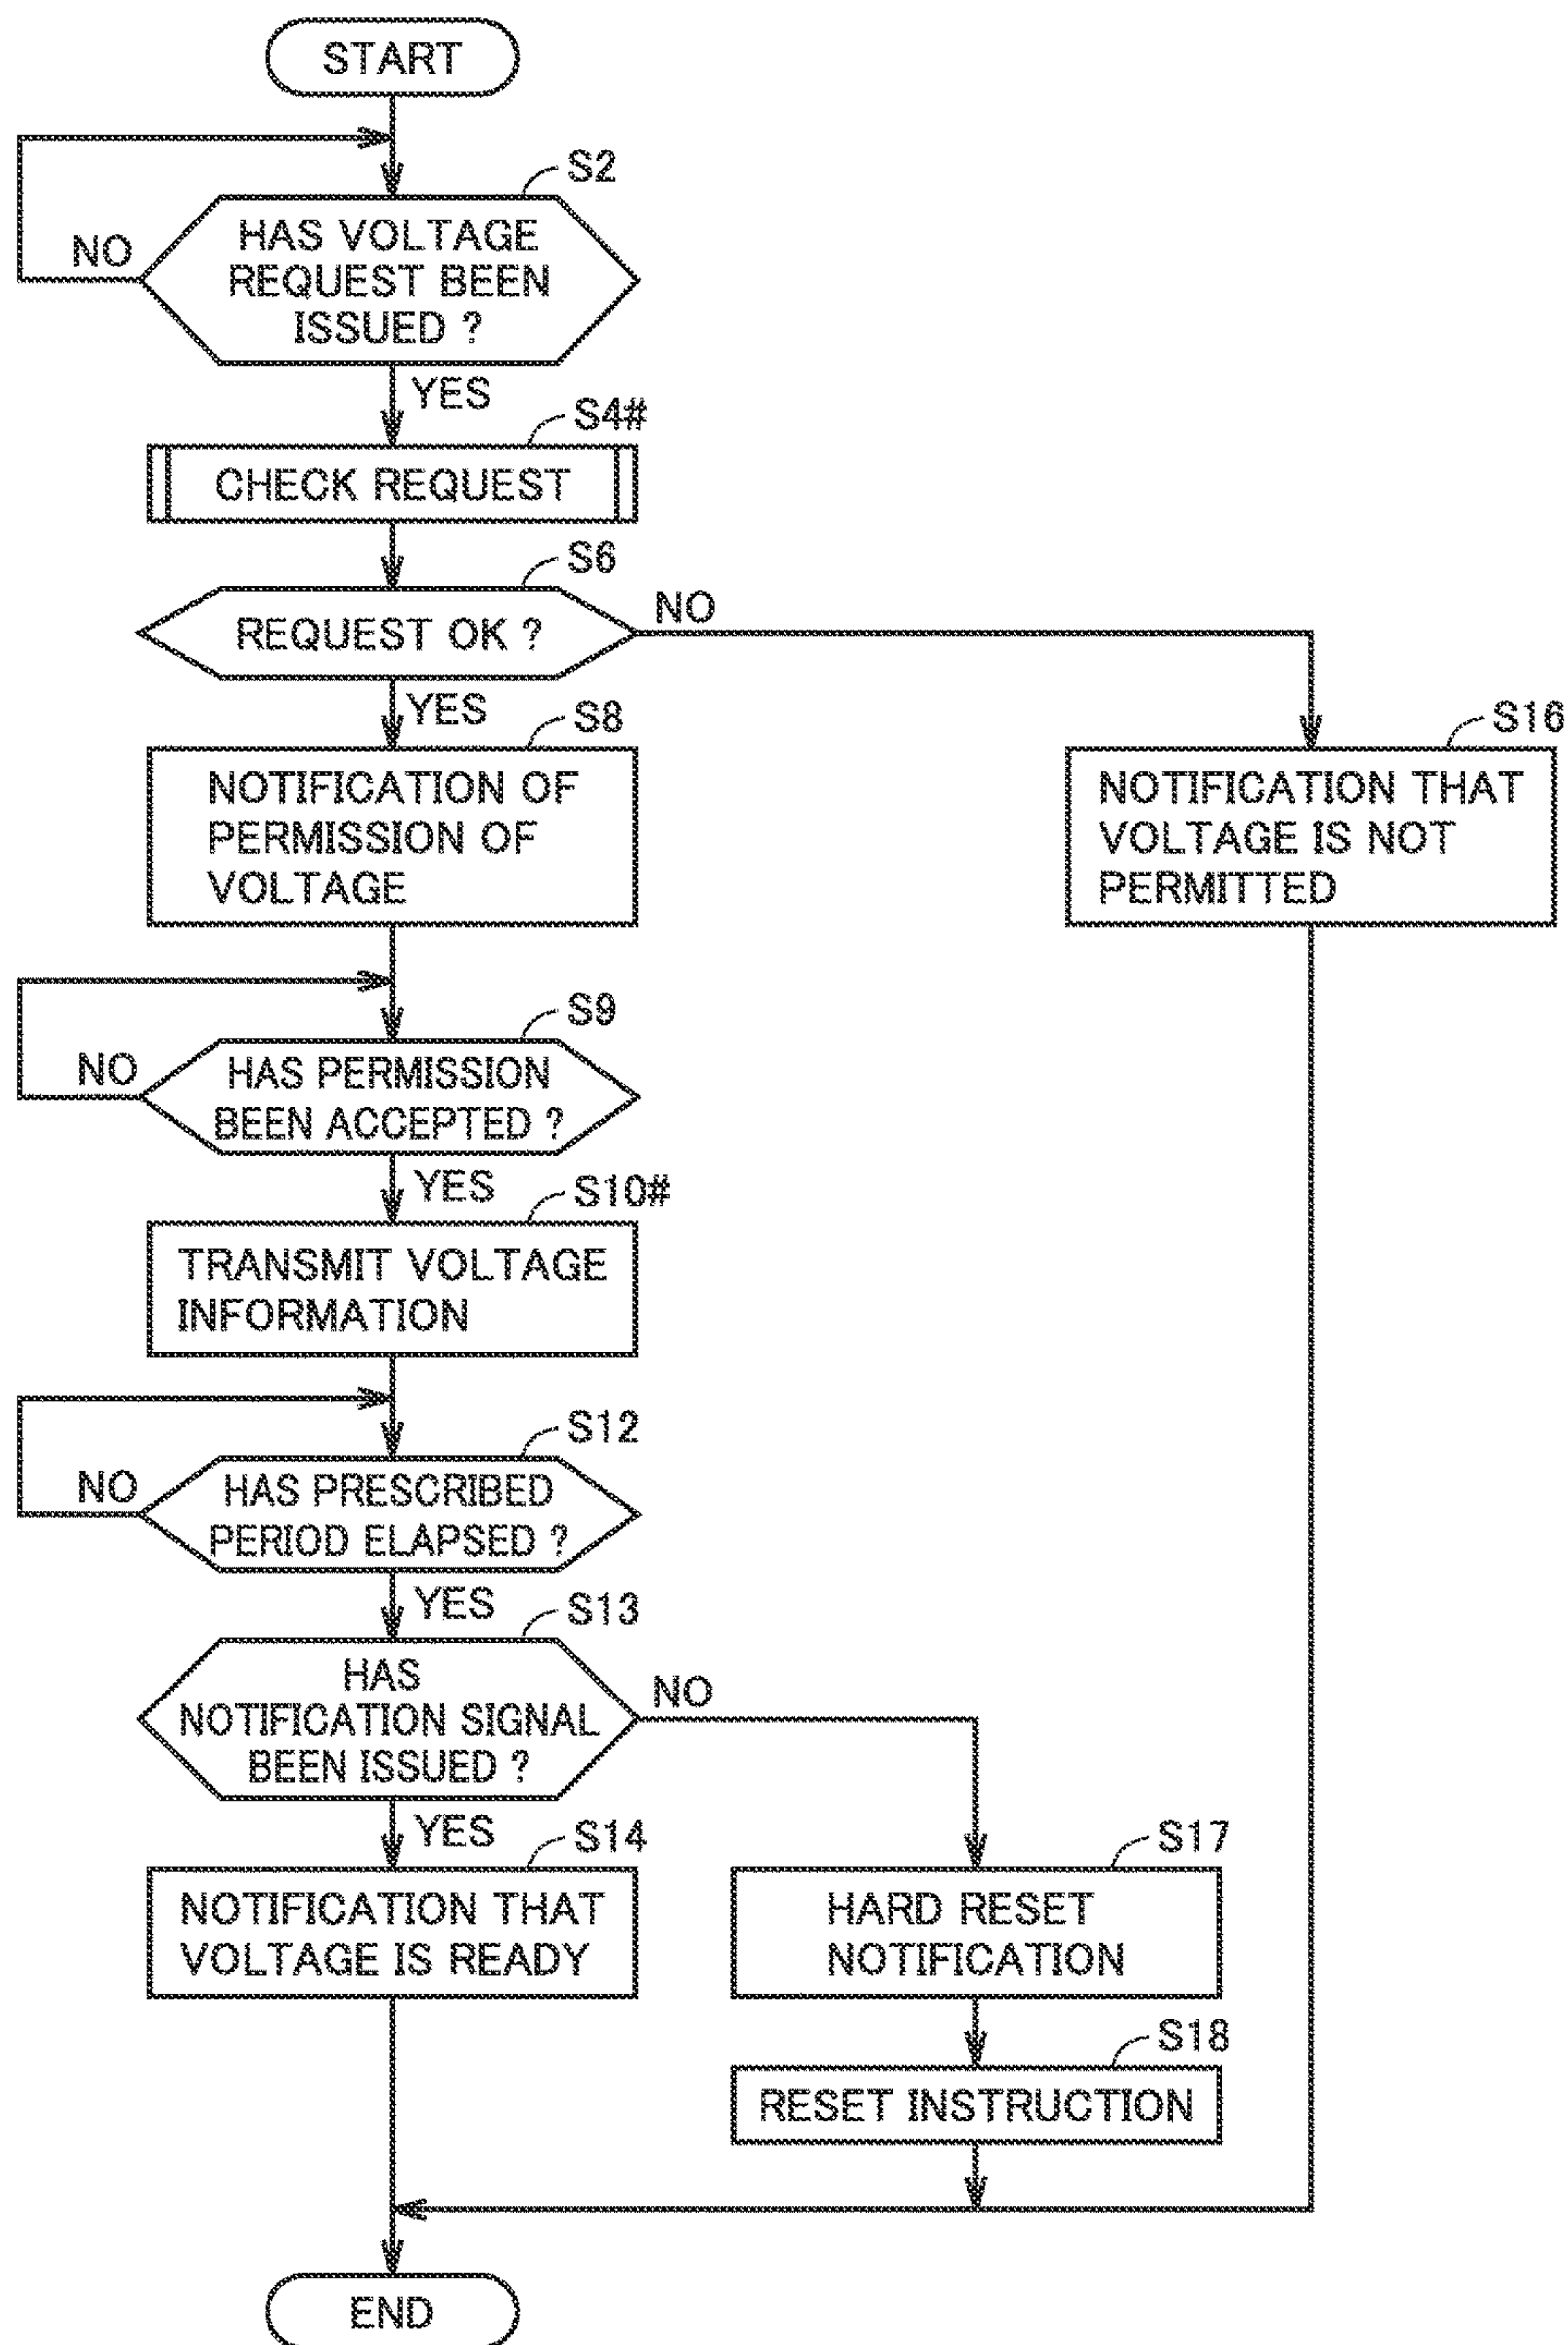 START
S2
HAS VOLTAGE
REQUEST BEEN
ISSUED ?
NO
YES
S4#
CHECK REQUEST
S6
REQUEST OK ?
NO
YES
S8
NOTIFICATION OF
PERMISSION OF
VOLTAGE
S16
NOTIFICATION THAT
VOLTAGE IS NOT
PERMITTED
S9
HAS PERMISSION
BEEN ACCEPTED ?
NO
YES
S10#
TRANSMIT VOLTAGE
INFORMATION
S12
HAS PRESCRIBED
PERIOD ELAPSED ?
NO
YES
S13
HAS
NOTIFICATION SIGNAL
BEEN ISSUED ?
NO
YES
S14
NOTIFICATION THAT
VOLTAGE IS READY
S17
HARD RESET
NOTIFICATION
S18
RESET INSTRUCTION
END